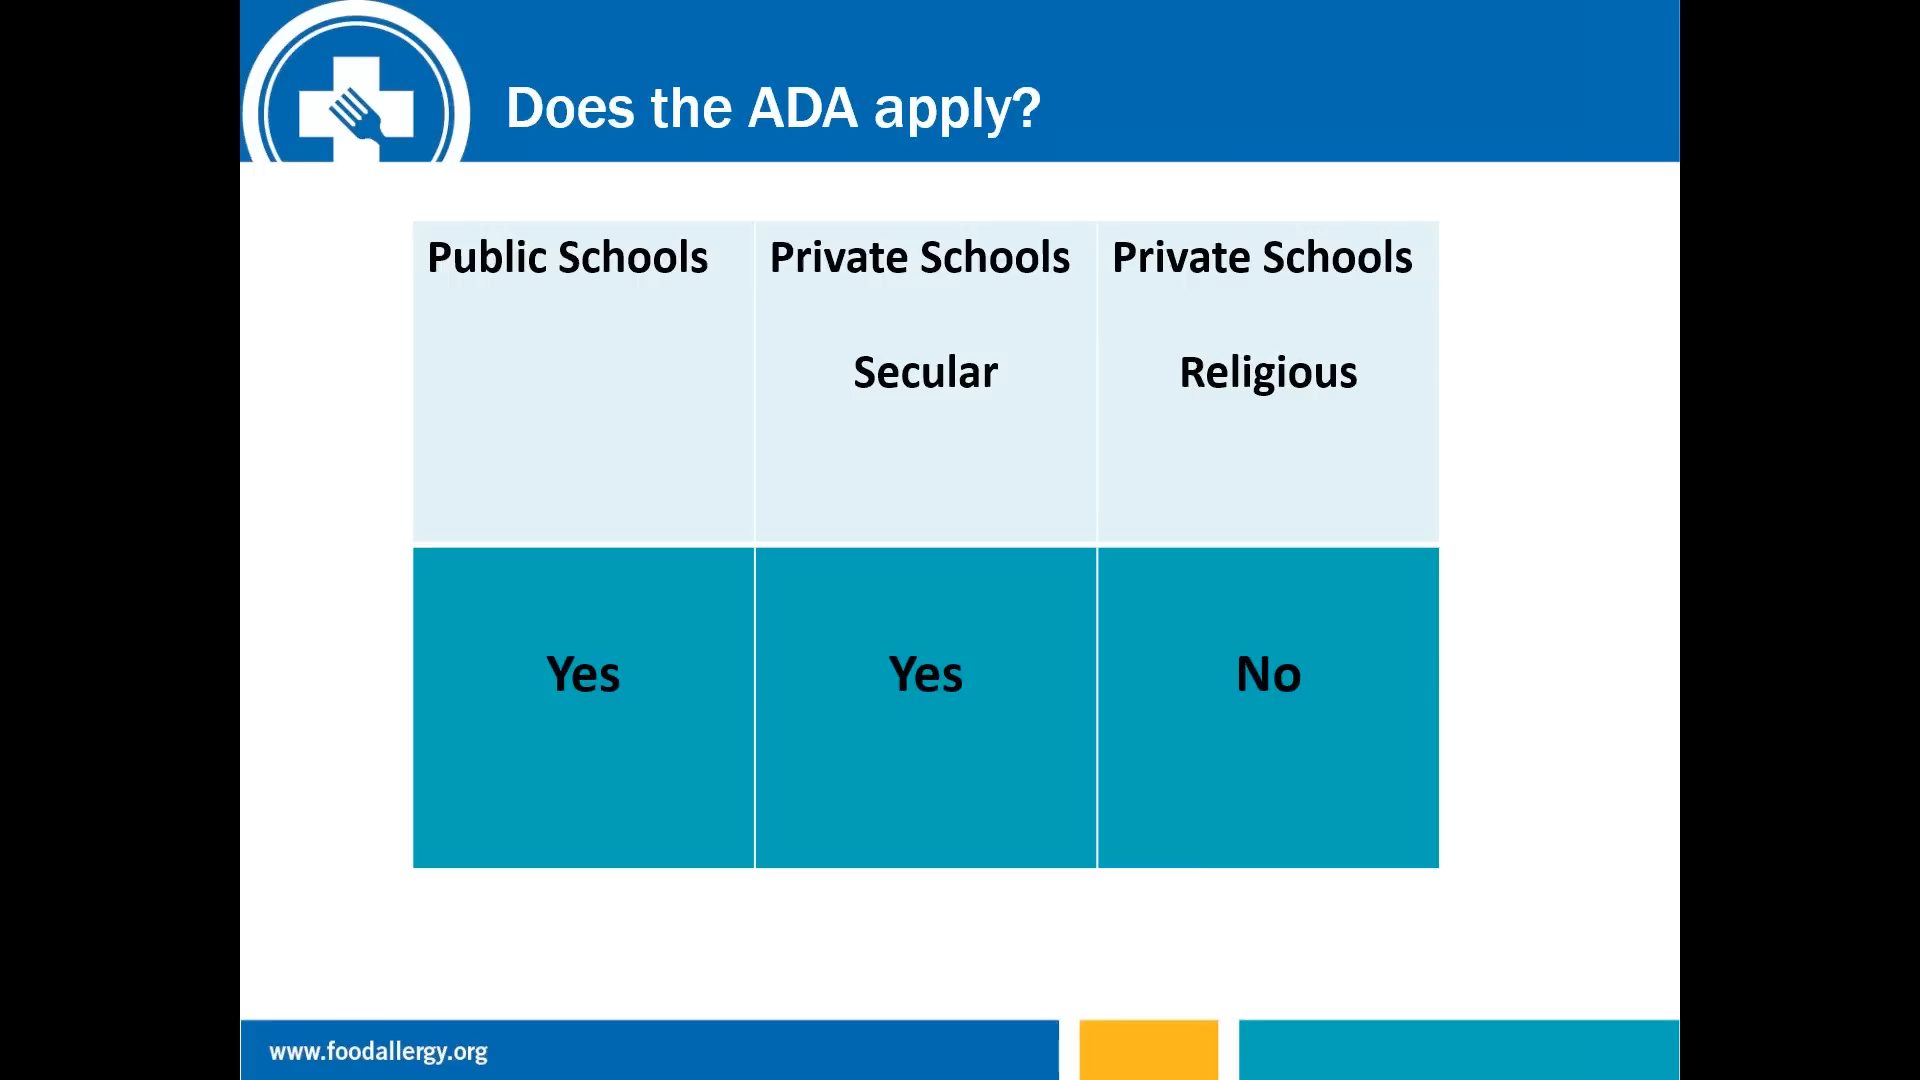 Does the ADA apply?
Public Schools
Private Schools
Secular
Private Schools
Religious
Yes
Yes
No
www.foodallergy.org